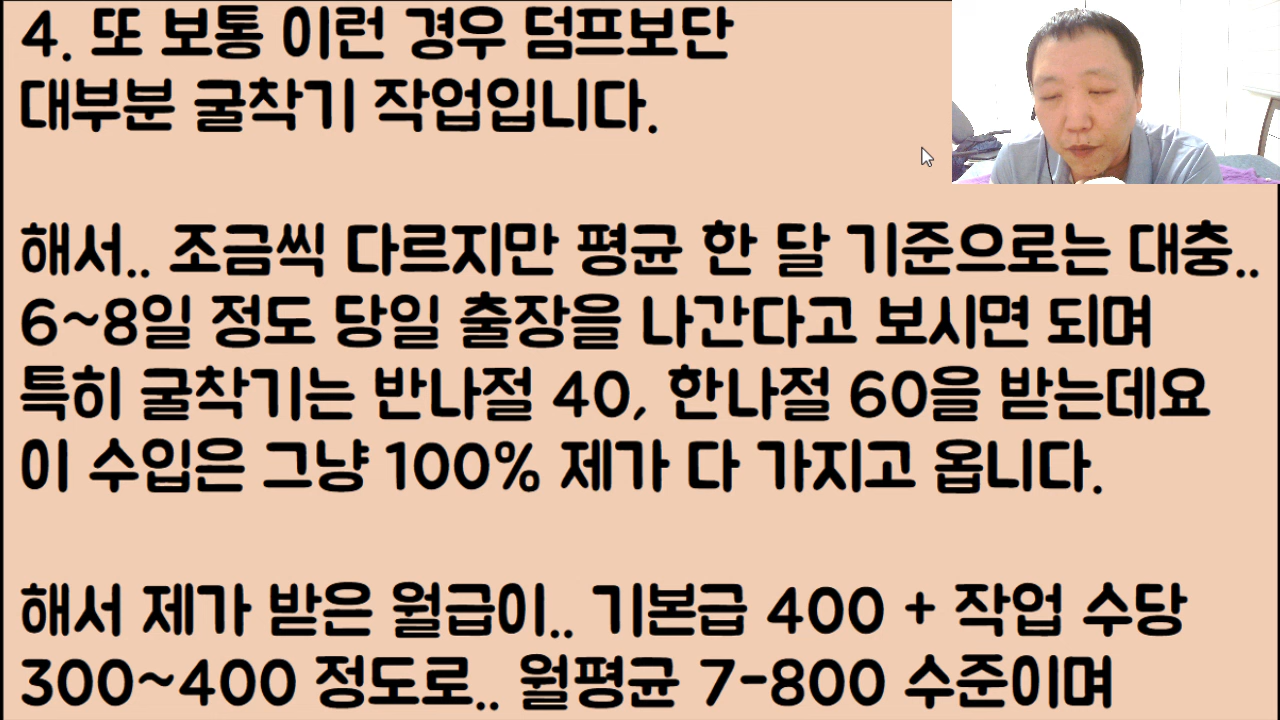 4. 또 보통 이런 경우 덤프보단
대부분 굴착기 작업입니다.
해서.. 조금씩 다르지만 평균 한 달 기준으로는 대충..
6~8일 정도 당일 출장을 나간다고 보시면 되며
특히 굴착기는 반나절 40, 한나절 60을 받는데요
이 수입은 그냥 100% 제가 다 가지고 옵니다.
해서 제가 받은 월급이.. 기본급 400 + 작업 수당
300~400 정도로.. 월평균 7-800 수준이며